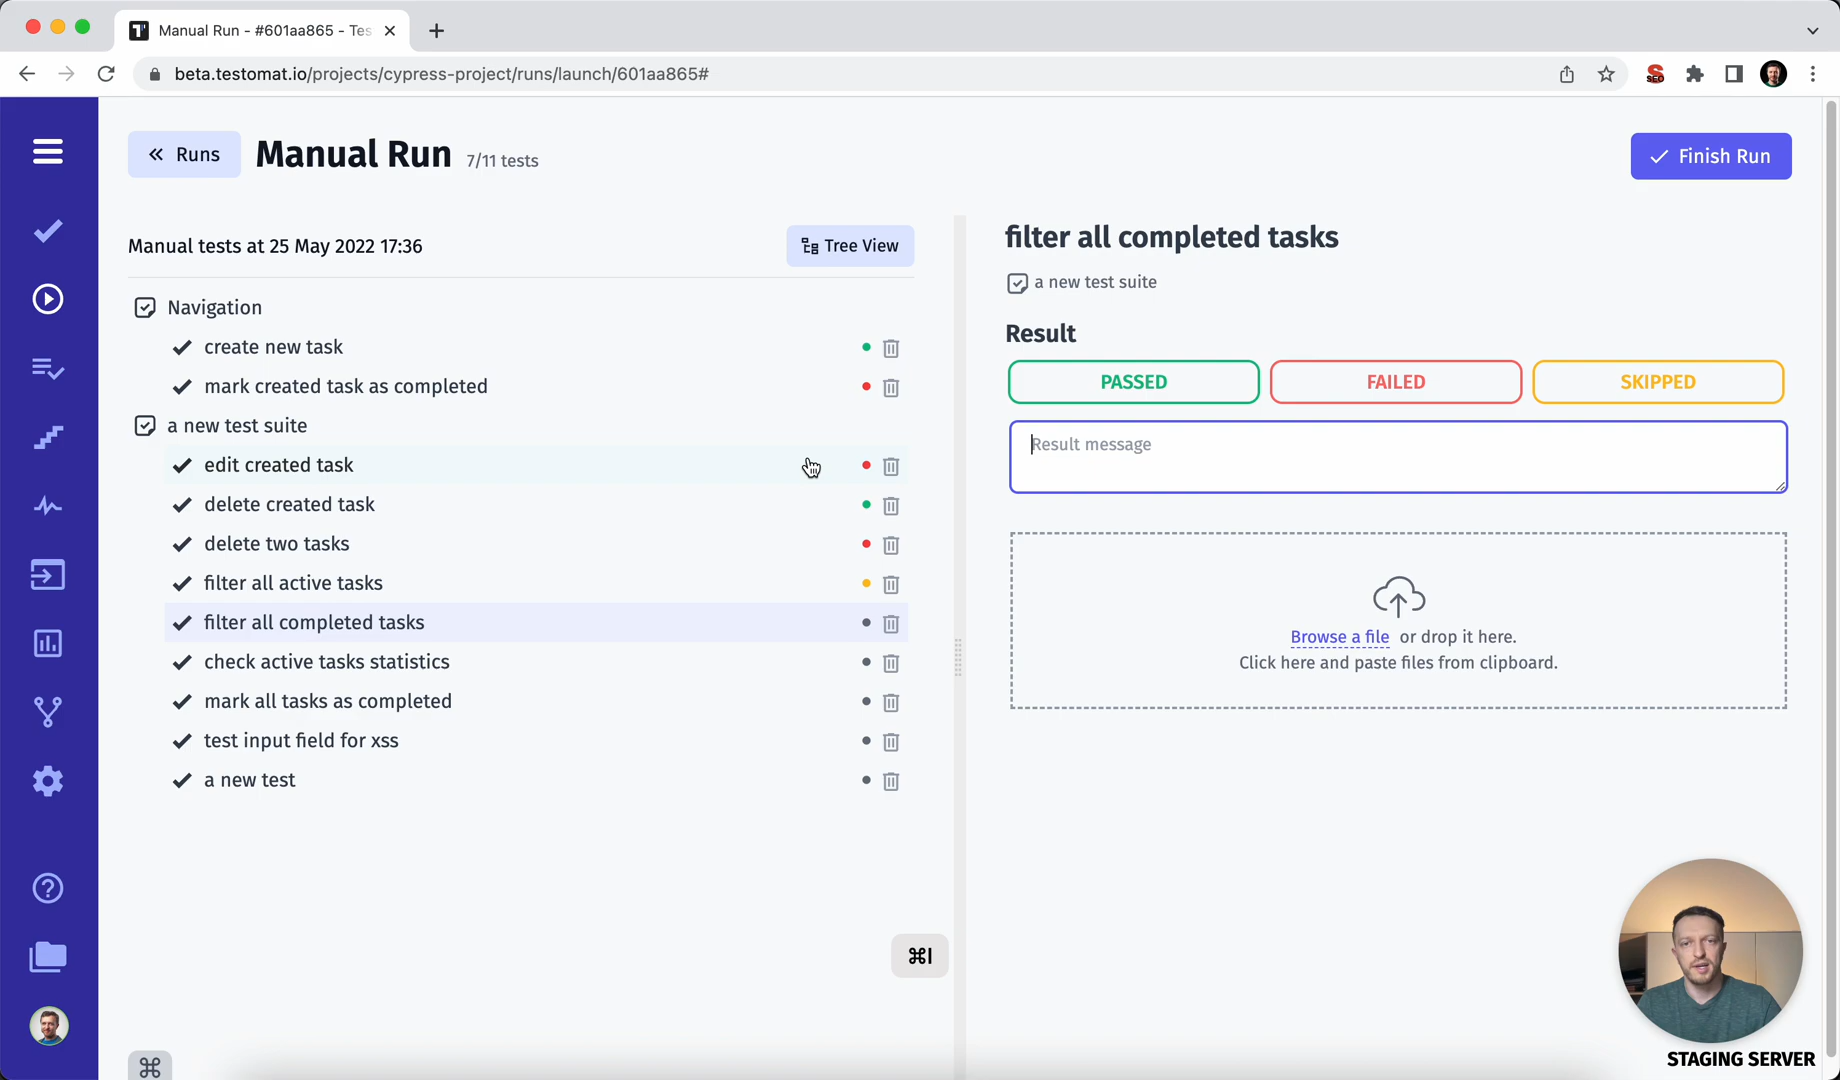 Manual Run - #601aa865 - Tes
beta.testomat.io/projects/cypress-project/runs/launch/601aa865#
SEO
« Runs
Manual Run 7/11 tests
Finish Run
Manual tests at 25 May 2022 17:36
Tree View
Navigation
create new task
mark created task as completed
a new test suite
edit created task
delete created task
delete two tasks
filter all active tasks
filter all completed tasks
check active tasks statistics
mark all tasks as completed
test input field for xss
a new test
filter all completed tasks
a new test suite
Result
PASSED FAILED SKIPPED
Result message
Browse a file or drop it here.
Click here and paste files from clipboard.
⌘I
⌘
STAGING SERVER